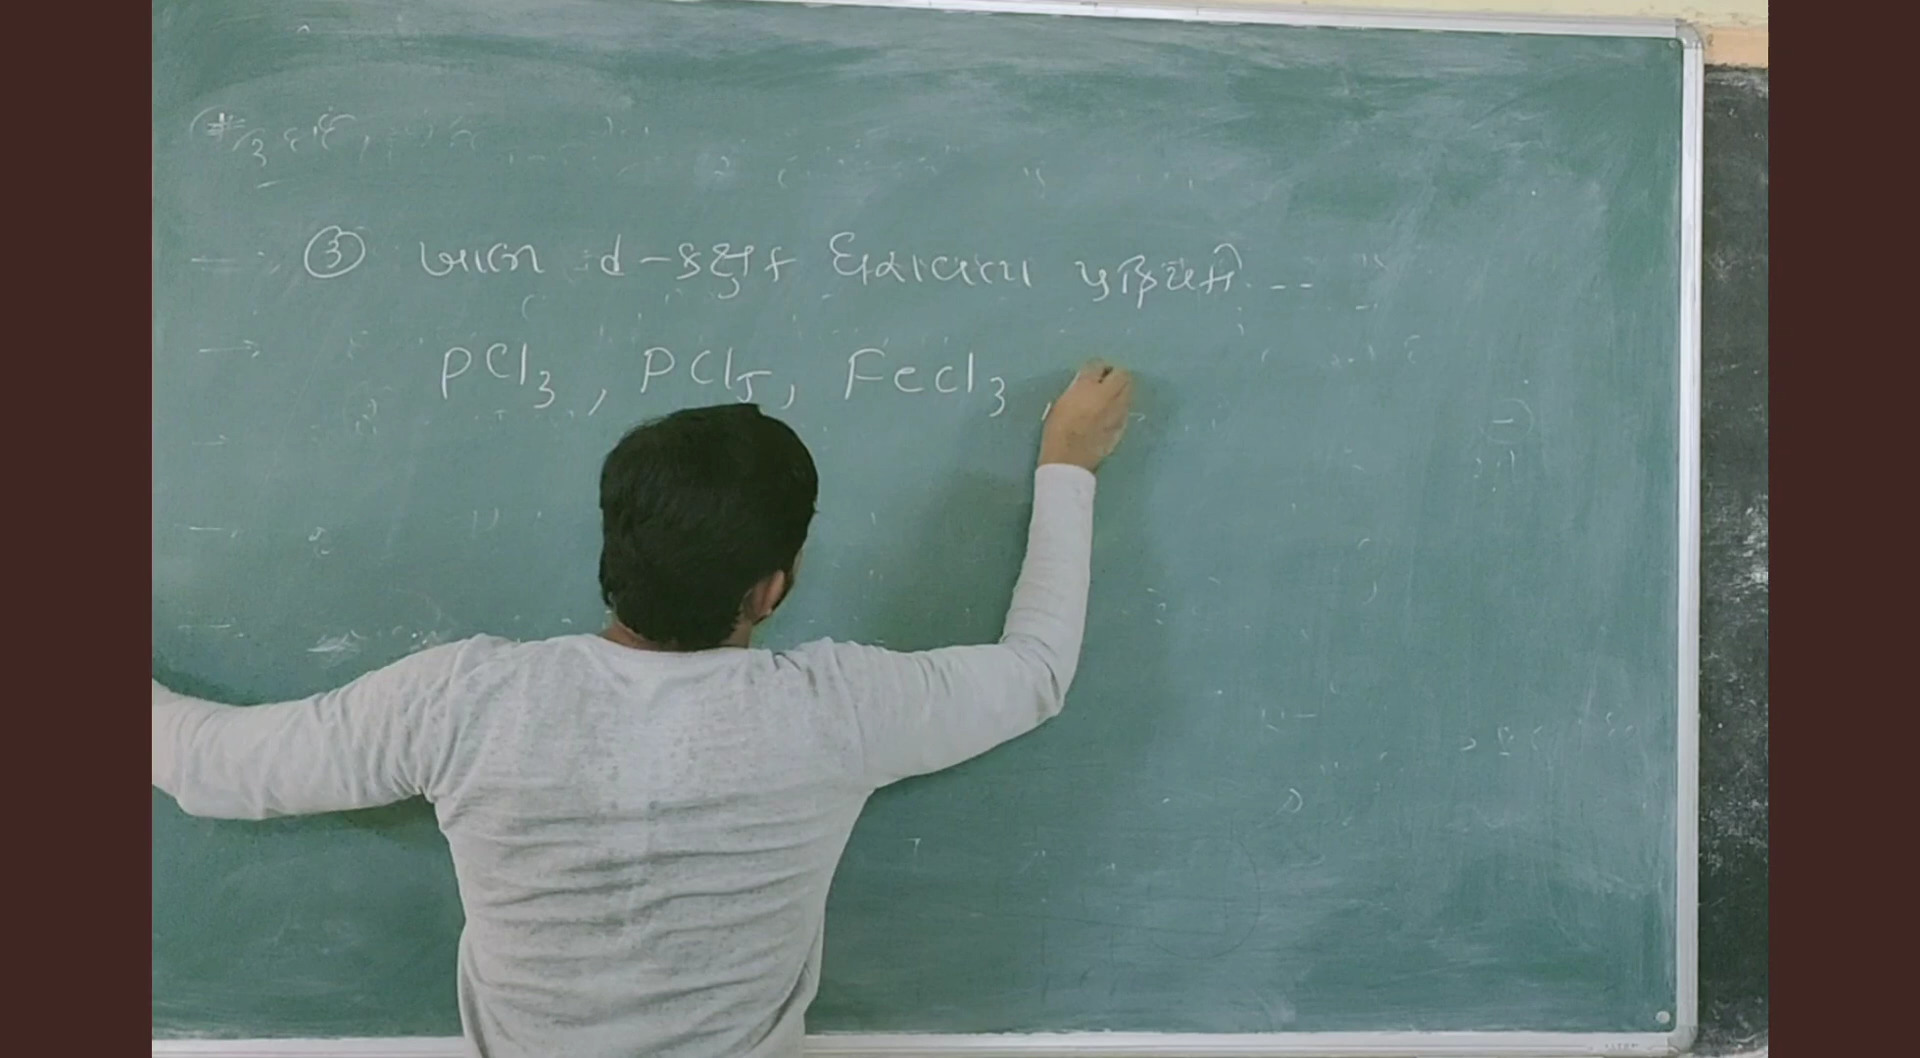 ③ ખાલી d-કક્ષક ધરાવતા પ્રક્રિયકો...
PCl₃, PCl₅, FeCl₃,